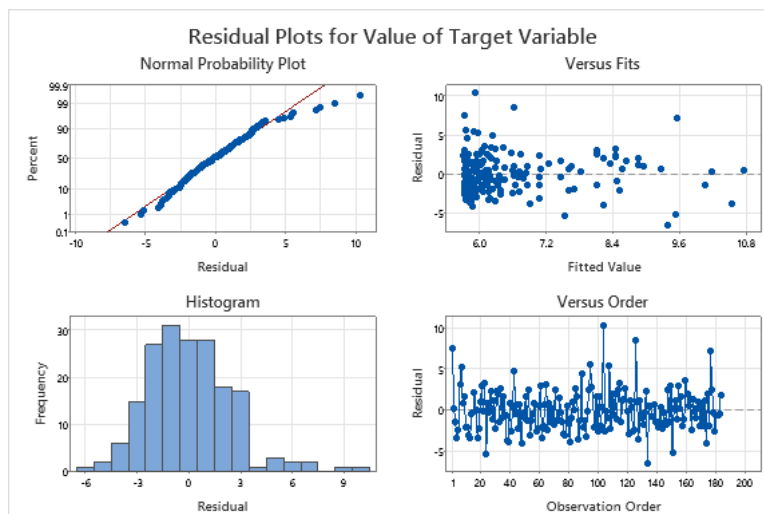 Residual Plots for Value of Target Variable
Normal Probability Plot
Versus Fits
99.9
99
90
50
10
1
0.1
Percent
-10 -5 0 5 10
Residual
10
5
0
-5
Residual
6.0 7.2 8.4 9.6 10.8
Fitted Value
Histogram
Versus Order
30
20
10
0
Frequency
-6 -3 0 3 6 9
Residual
10
5
0
-5
Residual
1 20 40 60 80 100 120 140 160 180 200
Observation Order